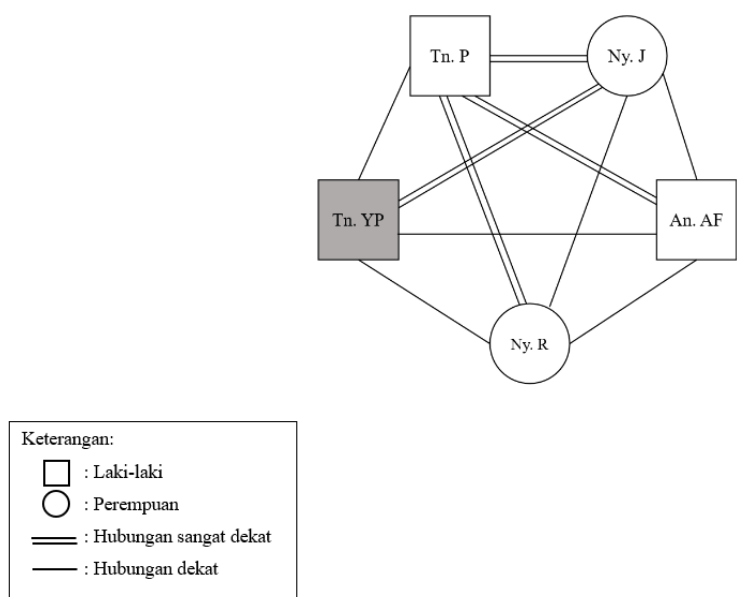 Tn. P
Ny. J
Tn. YP
An. AF
Ny. R
Keterangan:
: Laki-laki
: Perempuan
: Hubungan sangat dekat
: Hubungan dekat